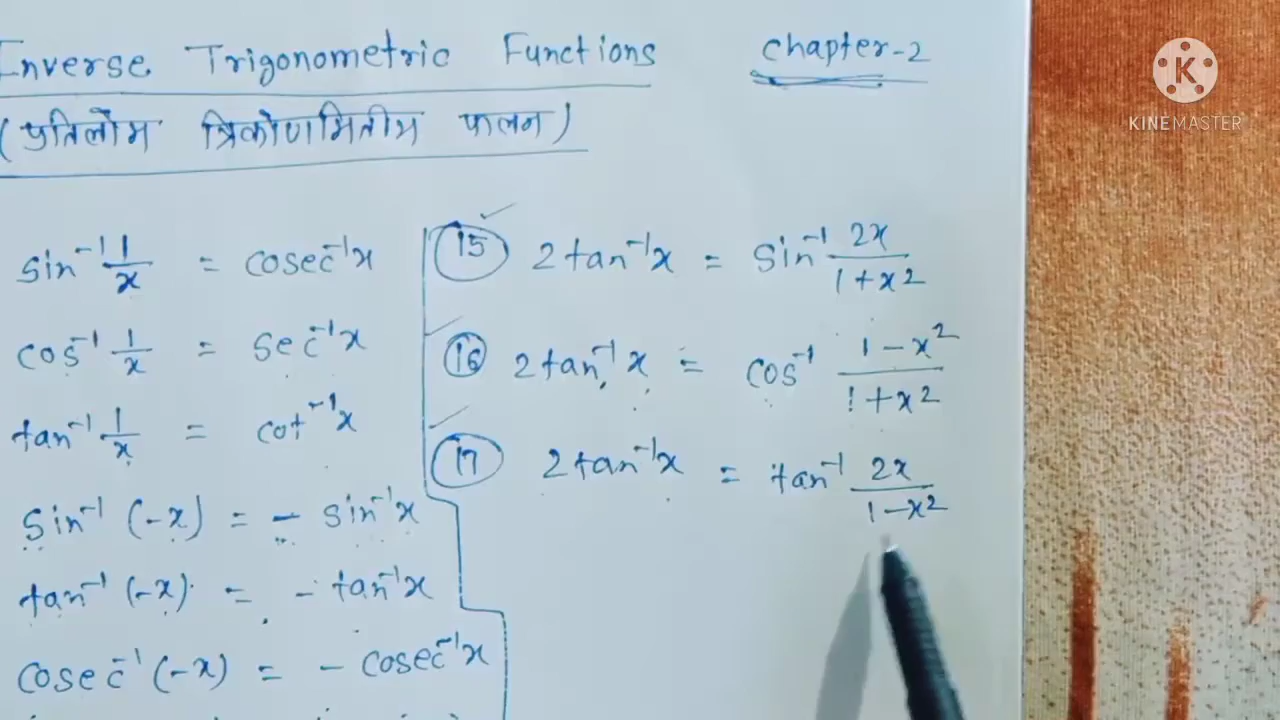 Inverse Trigonometric Functions Chapter-2
(प्रतिलोम त्रिकोणमितीय फलन)
sin⁻¹ 1/x = cosec⁻¹x
cos⁻¹ 1/x = sec⁻¹x
tan⁻¹ 1/x = cot⁻¹x
sin⁻¹ (-x) = - sin⁻¹x
tan⁻¹ (-x) = - tan⁻¹x
cosec⁻¹ (-x) = - cosec⁻¹x
15 2tan⁻¹x = sin⁻¹ 2x/1+x²
16 2tan⁻¹x = cos⁻¹ 1-x²/1+x²
17 2tan⁻¹x = tan⁻¹ 2x/1-x²
K
KINEMASTER